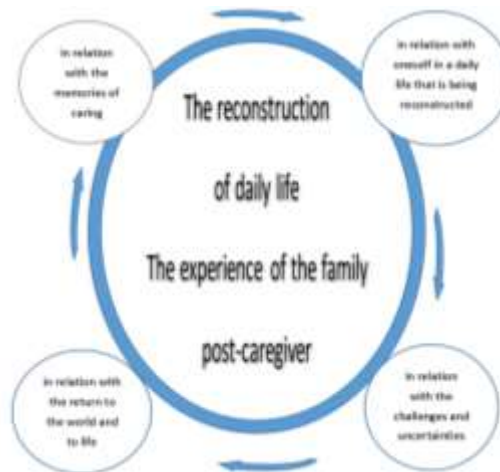 in relation
with the
memories of
caring
in relation with
oneself in a daily
life that is being
reconstructed
The reconstruction
of daily life
The experience of the family
post-caregiver
in relation with
the return to
the world and
to life
in relation
with the
challenges and
uncertainties